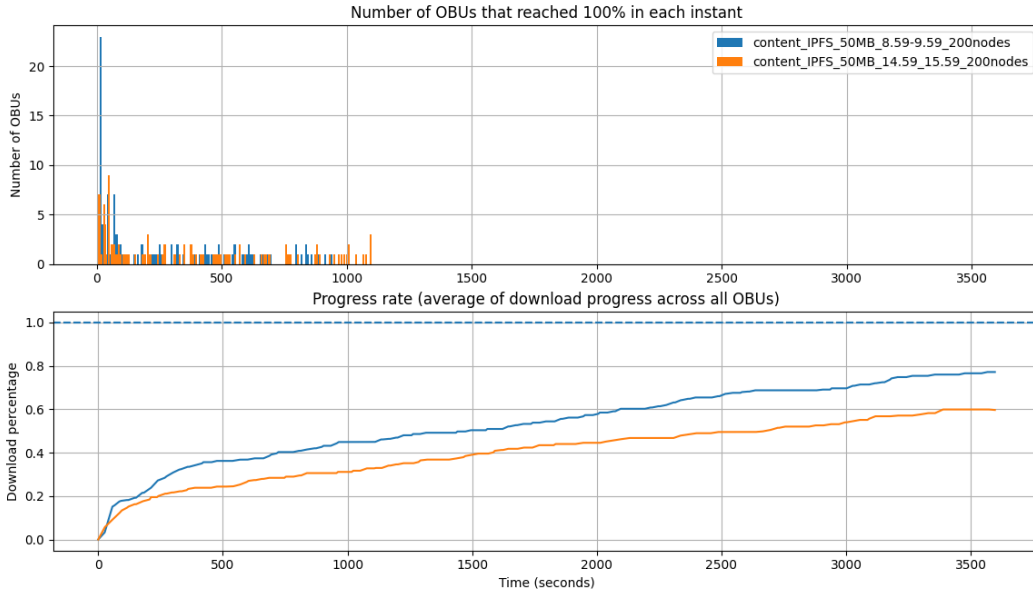 Number of OBUs that reached 100% in each instant
content_IPFS_50MB_8.59-9.59_200nodes
content_IPFS_50MB_14.59_15.59_200nodes
Number of OBUs
20
15
10
5
0
0 500 1000 1500 2000 2500 3000 3500
Progress rate (average of download progress across all OBUs)
Download percentage
1.0
0.8
0.6
0.4
0.2
0.0
0 500 1000 1500 2000 2500 3000 3500
Time (seconds)